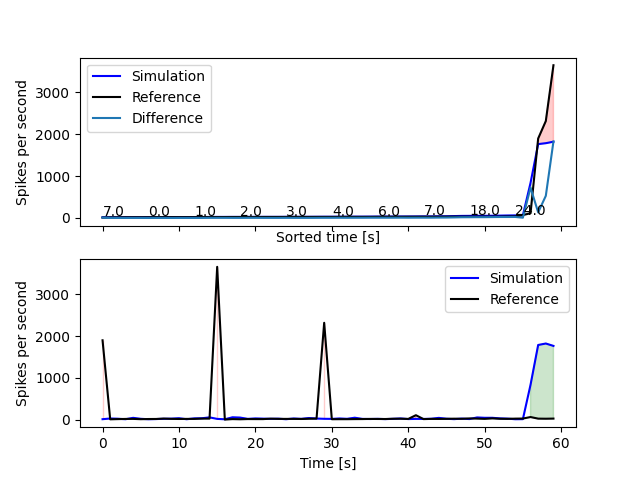 Simulation
Reference
Difference
Spikes per second
3000
2000
1000
0
7.0 0.0 1.0 2.0 3.0 4.0 6.0 7.0 18.0 24.0
Sorted time [s]
Simulation
Reference
Spikes per second
3000
2000
1000
0
0 10 20 30 40 50 60
Time [s]